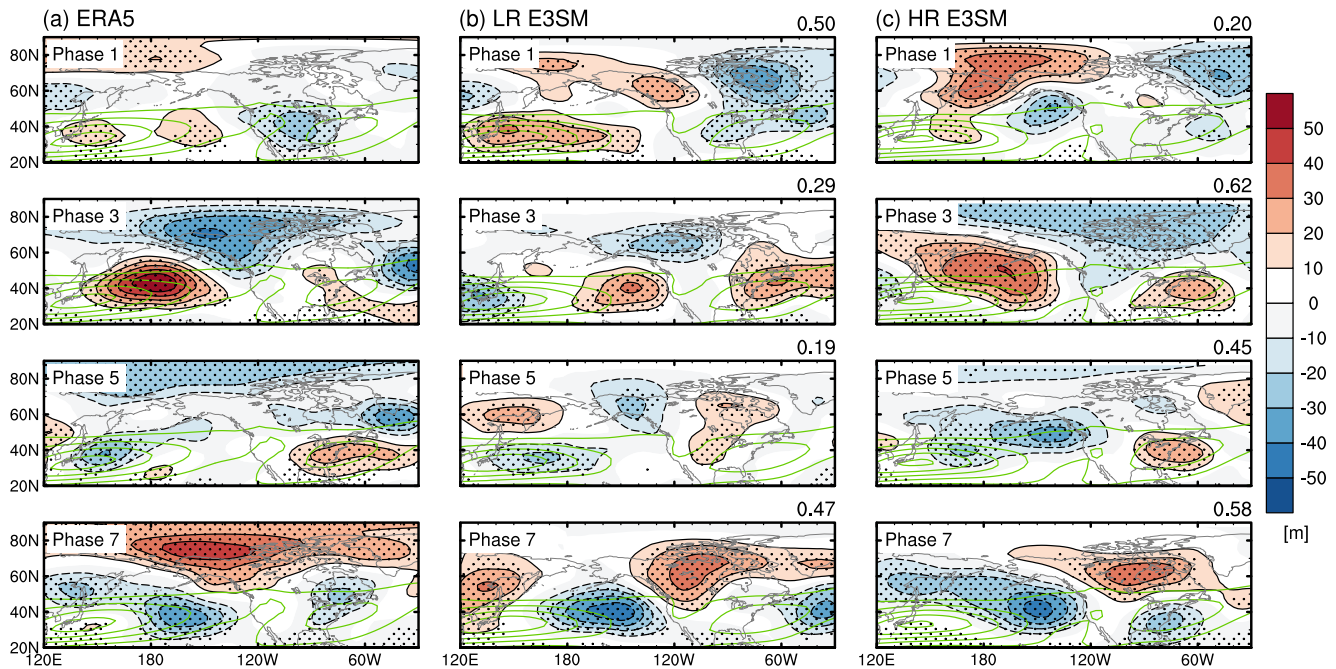 (a) ERA5 (b) LR E3SM 0.50 (c) HR E3SM 0.20
Phase 1 Phase 1 Phase 1
80N
60N
40N
20N
0.29 0.62
Phase 3 Phase 3 Phase 3
80N
60N
40N
20N
0.19 0.45
Phase 5 Phase 5 Phase 5
80N
60N
40N
20N
0.47 0.58
Phase 7 Phase 7 Phase 7
80N
60N
40N
20N
120E 180 120W 60W 120E 180 120W 60W 120E 180 120W 60W
50
40
30
20
10
0
-10
-20
-30
-40
-50
[m]